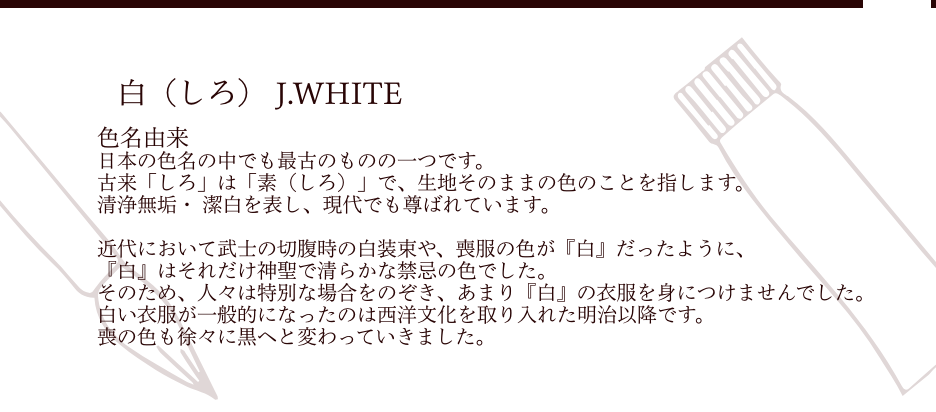 白（しろ） J.WHITE
色名由来
日本の色名の中でも最古のものの一つです。
古来「しろ」は「素（しろ）」で、生地そのままの色のことを指します。
清浄無垢・ 潔白を表し、現代でも尊ばれています。
近代において武士の切腹時の白装束や、喪服の色が『白』だったように、
『白』はそれだけ神聖で清らかな禁忌の色でした。
そのため、人々は特別な場合をのぞき、あまり『白』の衣服を身につけませんでした。
白い衣服が一般的になったのは西洋文化を取り入れた明治以降です。
喪の色も徐々に黒へと変わっていきました。